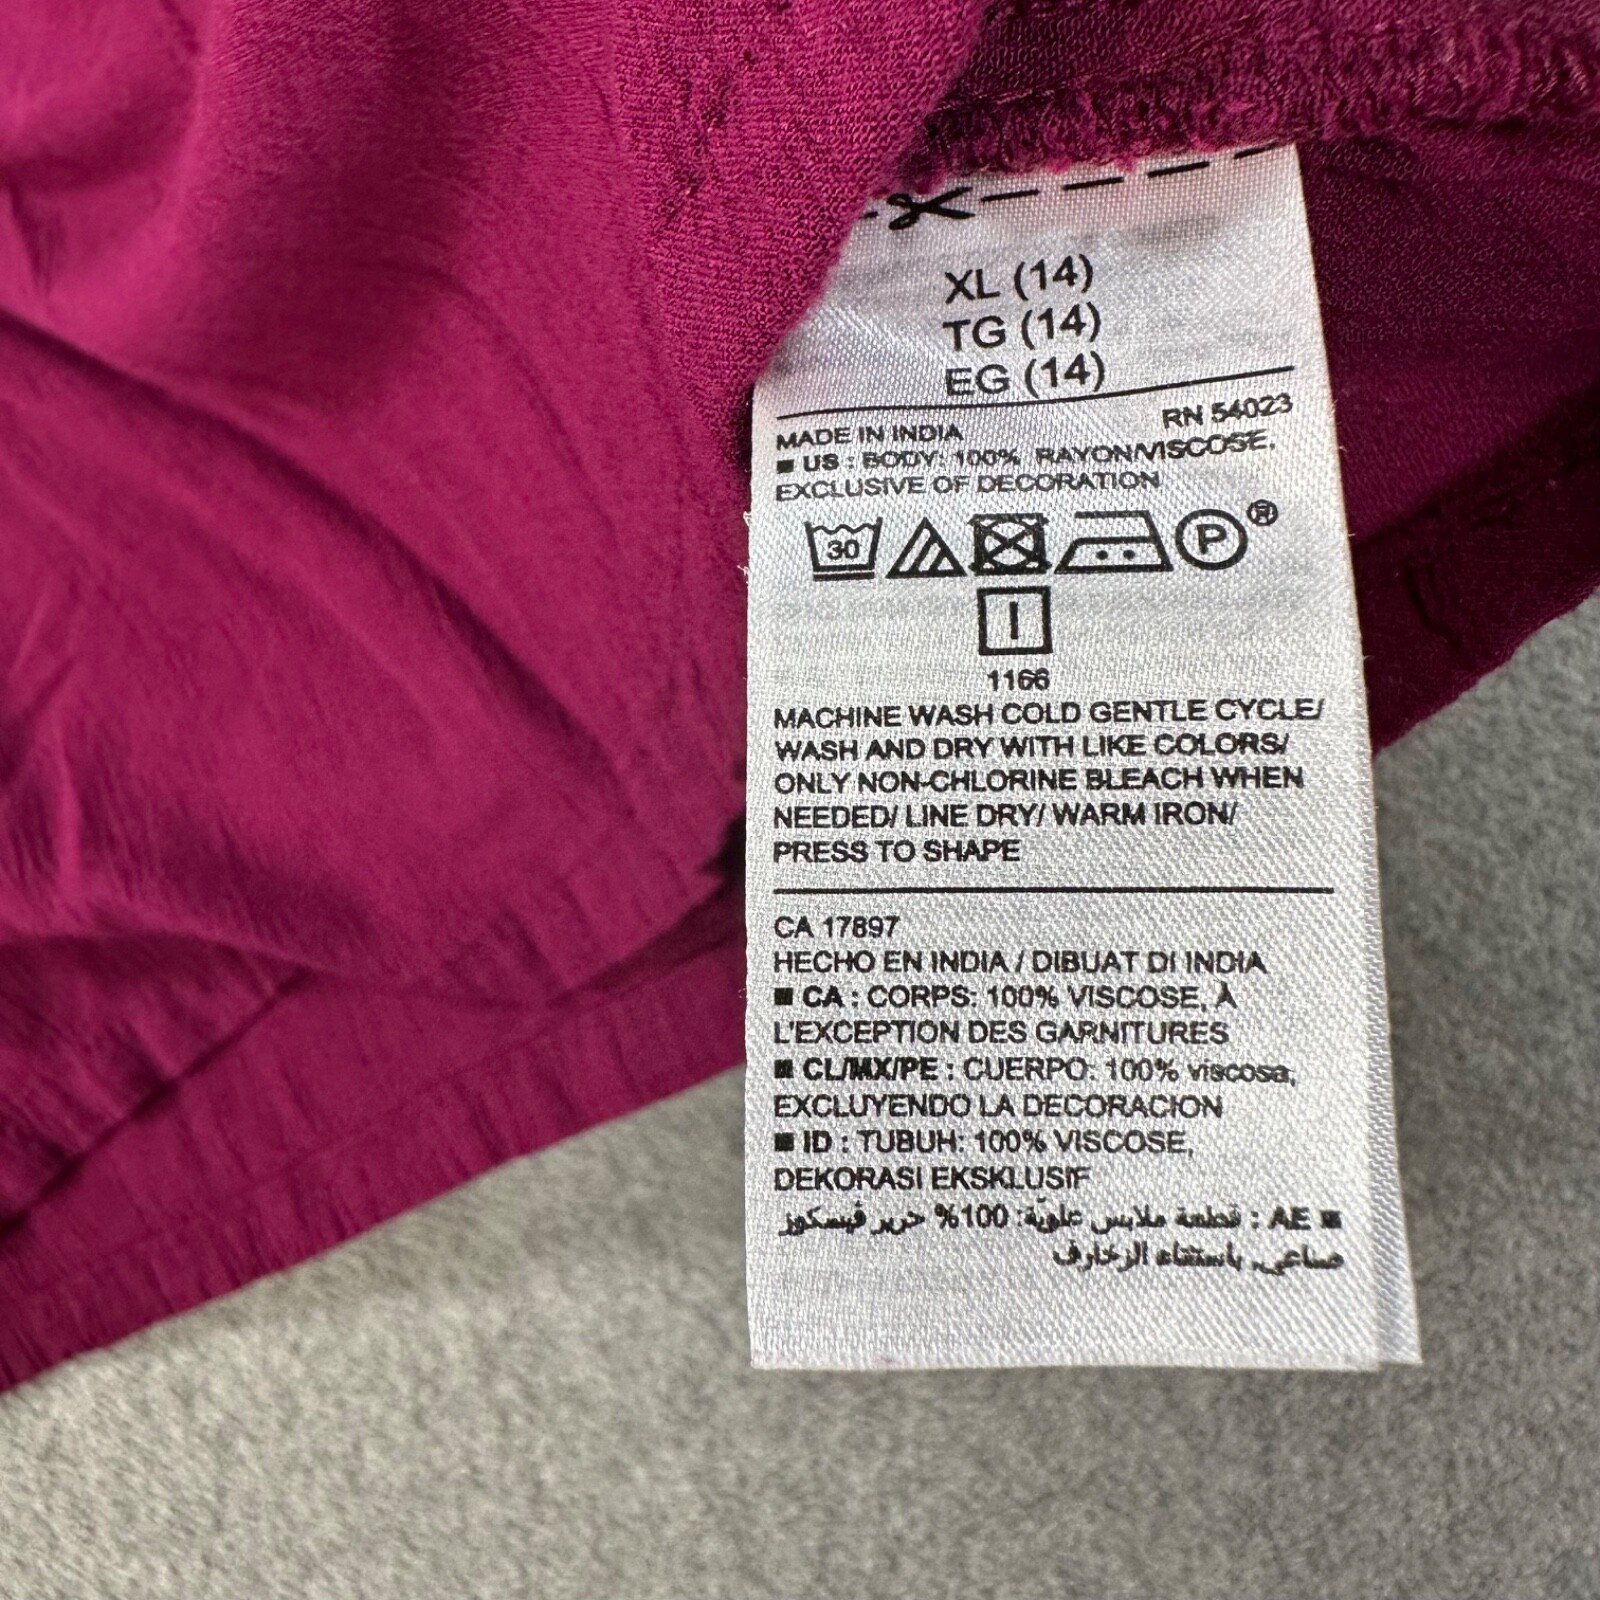 XL (14)
TG (14)
EG (14)
RN 54023
MADE IN INDIA
■ US : BODY: 100% RAYON/VISCOSE,
EXCLUSIVE OF DECORATION
30 P®
1166
MACHINE WASH COLD GENTLE CYCLE/
WASH AND DRY WITH LIKE COLORS/
ONLY NON-CHLORINE BLEACH WHEN
NEEDED/ LINE DRY/ WARM IRON/
PRESS TO SHAPE
CA 17897
HECHO EN INDIA / DIBUAT DI INDIA
■ CA : CORPS: 100% VISCOSE, À
L'EXCEPTION DES GARNITURES
■ CL/MX/PE : CUERPO: 100% viscosa,
EXCLUYENDO LA DECORACION
■ ID : TUBUH: 100% VISCOSE,
DEKORASI EKSKLUSIF
■ AE : قطعة ملابس علويّة: 100% حرير فيسكوز
صناعي، باستثناء الزخارف